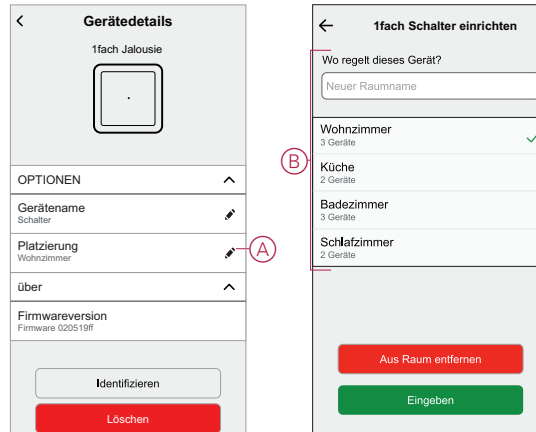 Gerätedetails
1fach Jalousie
OPTIONEN
Gerätename
Schalter
Platzierung
Wohnzimmer
A
über
Firmwareversion
Firmware 020519ff
Identifizieren
Löschen
1fach Schalter einrichten
Wo regelt dieses Gerät?
Neuer Raumname
B
Wohnzimmer
3 Geräte
Küche
2 Geräte
Badezimmer
3 Geräte
Schlafzimmer
2 Geräte
Aus Raum entfernen
Eingeben